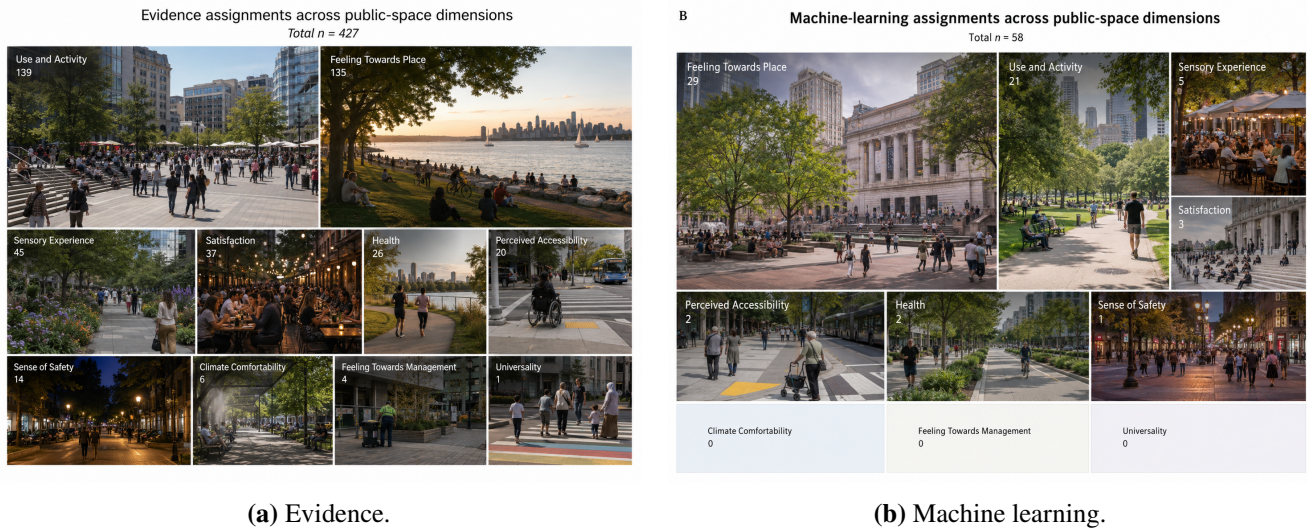 Evidence assignments across public-space dimensions
Total n = 427
Use and Activity
139
Feeling Towards Place
135
Sensory Experience
45
Satisfaction
37
Health
26
Perceived Accessibility
20
Sense of Safety
14
Climate Comfortability
6
Feeling Towards Management
4
Universality
1
(a) Evidence.
B
Machine-learning assignments across public-space dimensions
Total n = 58
Feeling Towards Place
29
Use and Activity
21
Sensory Experience
5
Satisfaction
3
Perceived Accessibility
2
Health
2
Sense of Safety
1
Climate Comfortability
0
Feeling Towards Management
0
Universality
0
(b) Machine learning.